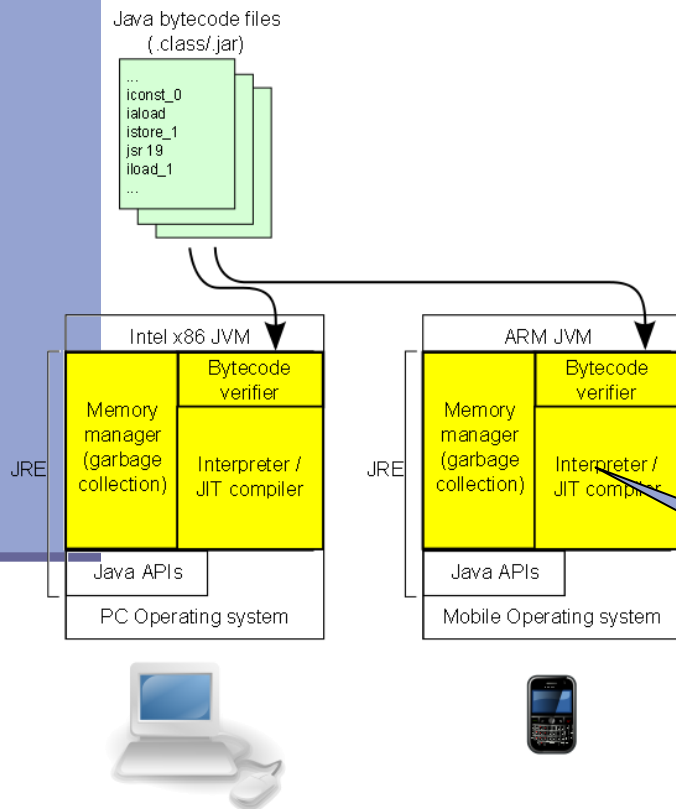 Java bytecode files
(.class/.jar)
...
iconst_0
iaload
istore_1
jsr 19
iload_1
...
Intel x86 JVM
Bytecode
verifier
Memory
manager
(garbage
collection)
Interpreter /
JIT compiler
JRE
Java APIs
PC Operating system
ARM JVM
Bytecode
verifier
Memory
manager
(garbage
collection)
Interpreter /
JIT compiler
JRE
Java APIs
Mobile Operating system